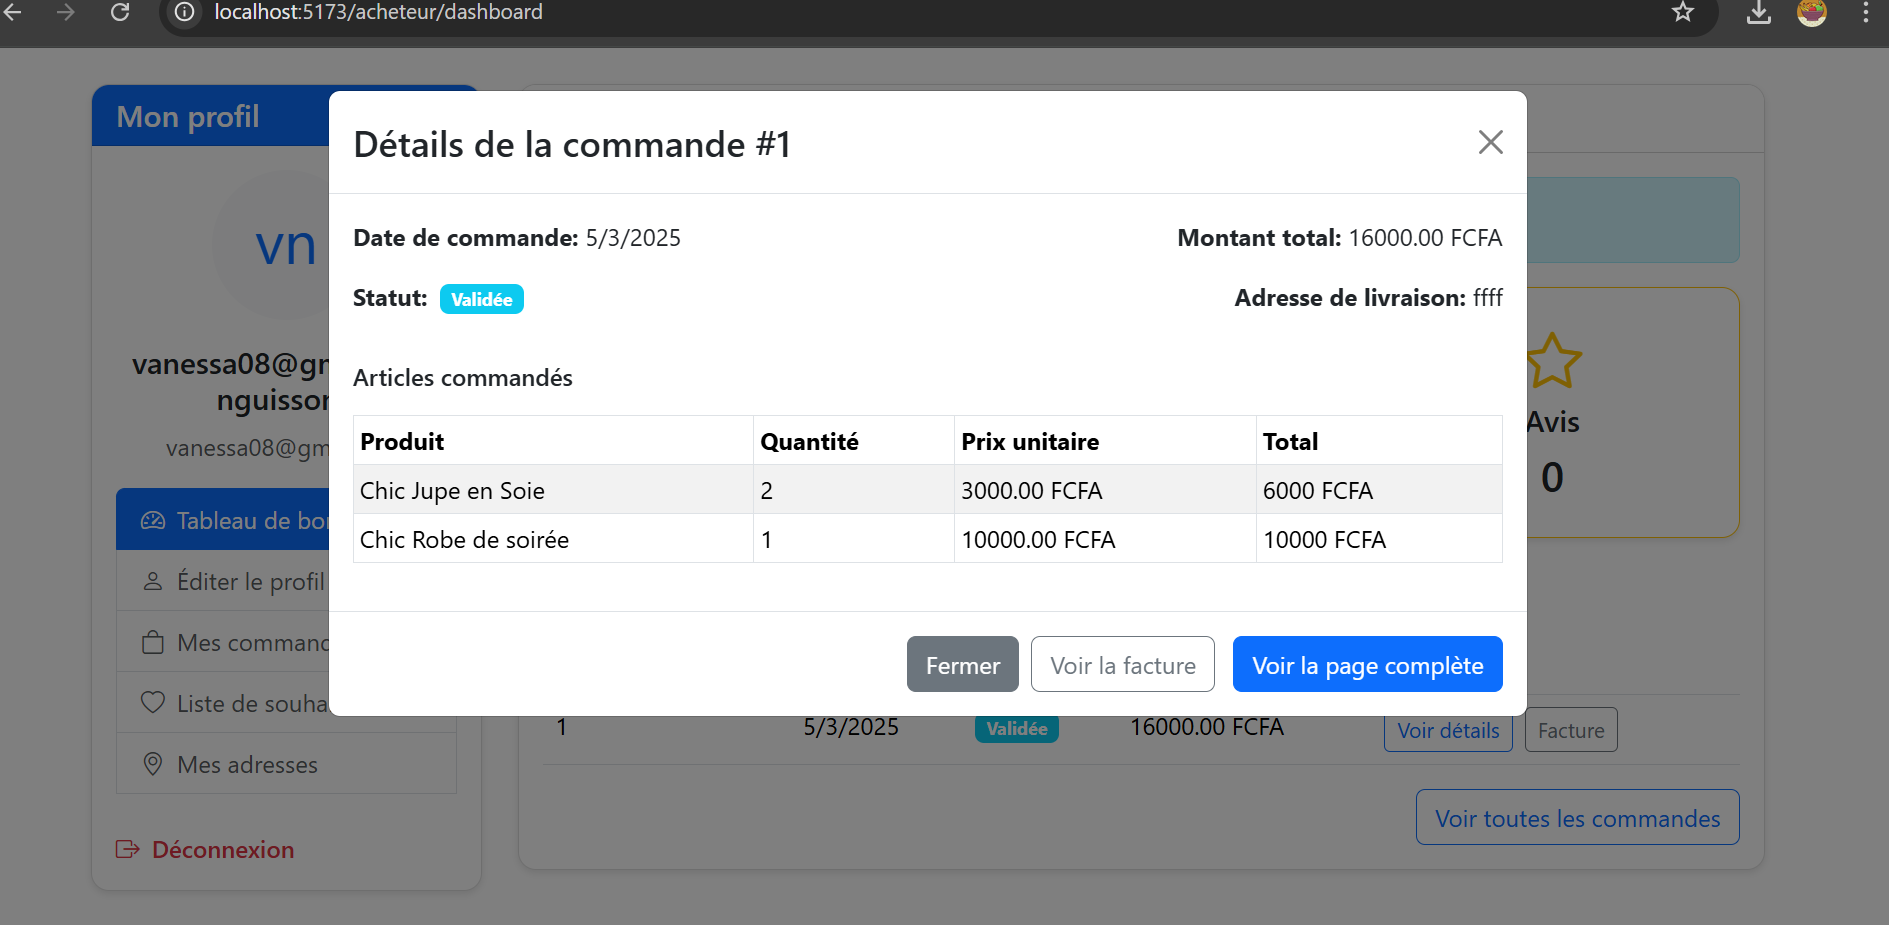 localhost:5173/acheteur/dashboard
Mon profil
vn
vanessa08@gm
nguisson
vanessa08@gm
Tableau de bor
Éditer le profil
Mes command
Liste de souha
Mes adresses
Déconnexion
Détails de la commande #1
Date de commande: 5/3/2025
Montant total: 16000.00 FCFA
Statut: Validée
Adresse de livraison: ffff
Articles commandés
Produit Quantité Prix unitaire Total
Chic Jupe en Soie 2 3000.00 FCFA 6000 FCFA
Chic Robe de soirée 1 10000.00 FCFA 10000 FCFA
Fermer Voir la facture Voir la page complète
Avis
0
1 5/3/2025 Validée 16000.00 FCFA Voir détails Facture
Voir toutes les commandes